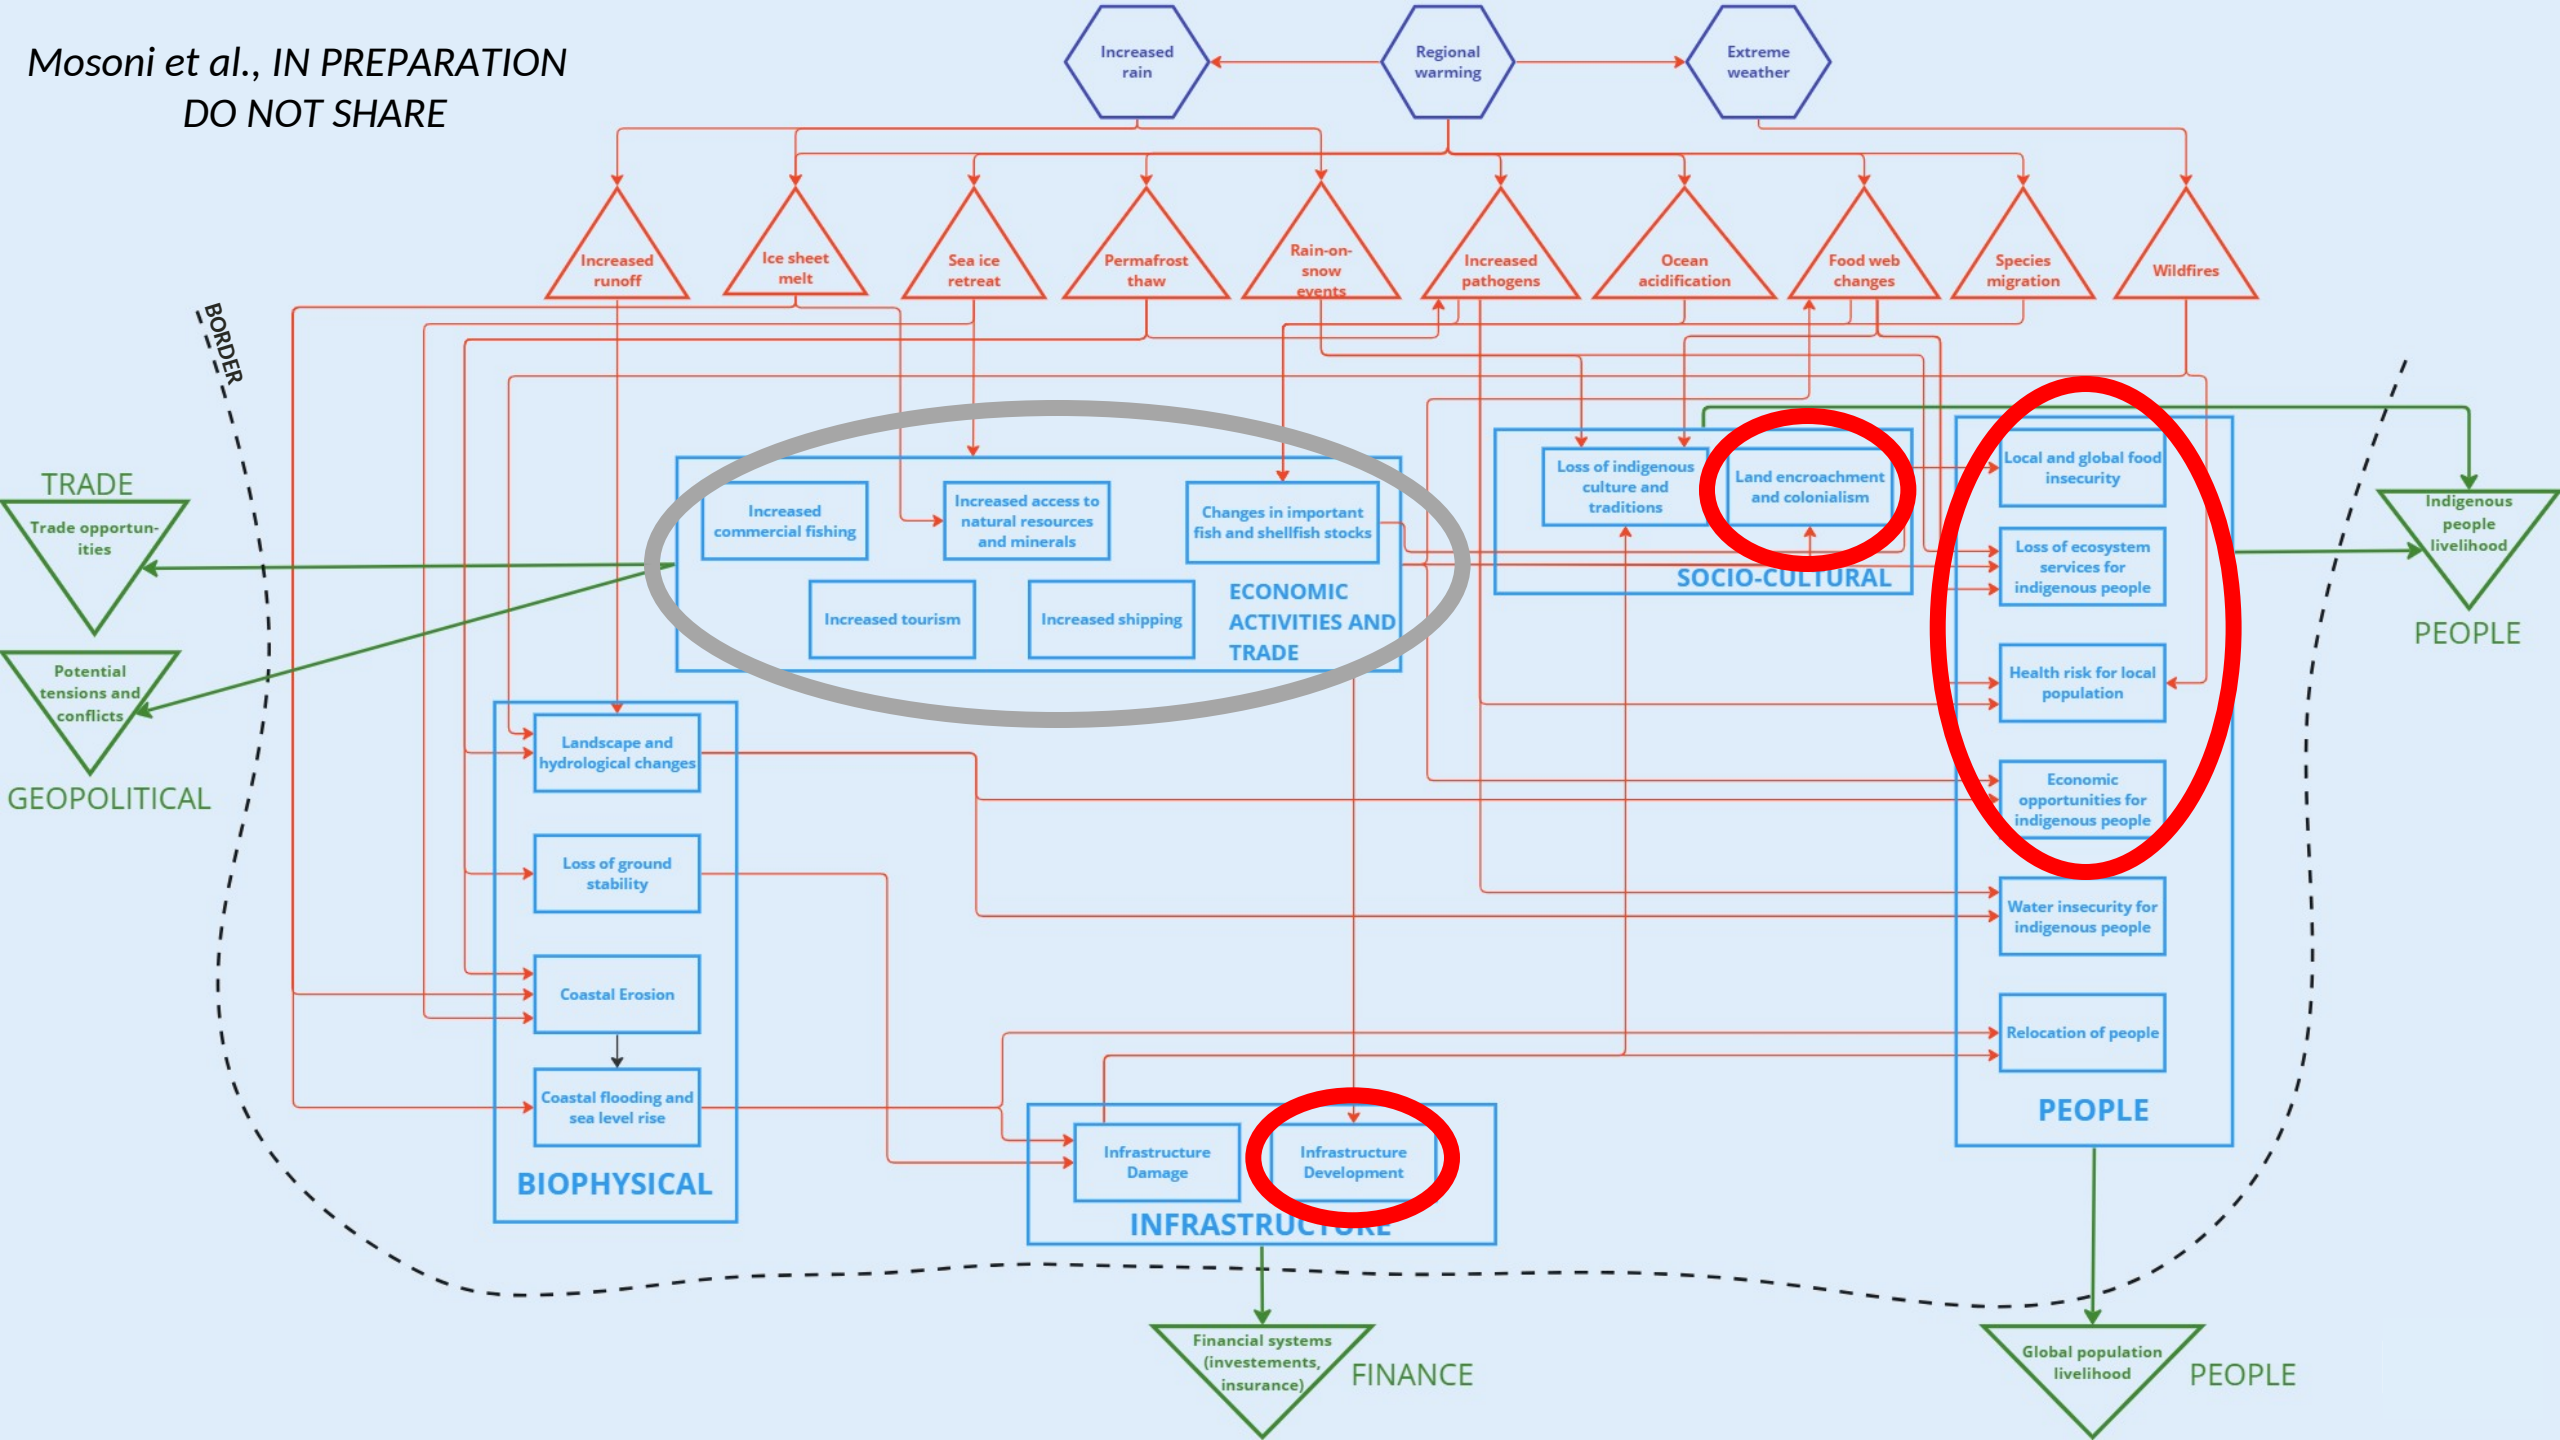 Mosoni et al., IN PREPARATION
DO NOT SHARE
Increased
rain
Regional
warming
Extreme
weather
Increased
runoff
Ice sheet
melt
Sea ice
retreat
Permafrost
thaw
Rain-on-
snow
events
Increased
pathogens
Ocean
acidification
Food web
changes
Species
migration
Wildfires
BORDER
TRADE
Trade opportun-
ities
Potential
tensions and
conflicts
GEOPOLITICAL
Increased
commercial fishing
Increased access to
natural resources
and minerals
Changes in important
fish and shellfish stocks
Increased tourism
Increased shipping
ECONOMIC
ACTIVITIES AND
TRADE
Loss of indigenous
culture and
traditions
Land encroachment
and colonialism
SOCIO-CULTURAL
Local and global food
insecurity
Loss of ecosystem
services for
indigenous people
Health risk for local
population
Economic
opportunities for
indigenous people
Water insecurity for
indigenous people
Relocation of people
PEOPLE
Indigenous
people
livelihood
PEOPLE
Landscape and
hydrological changes
Loss of ground
stability
Coastal Erosion
Coastal flooding and
sea level rise
BIOPHYSICAL
Infrastructure
Damage
Infrastructure
Development
INFRASTRUCTURE
Financial systems
(investements,
insurance)
FINANCE
Global population
livelihood
PEOPLE